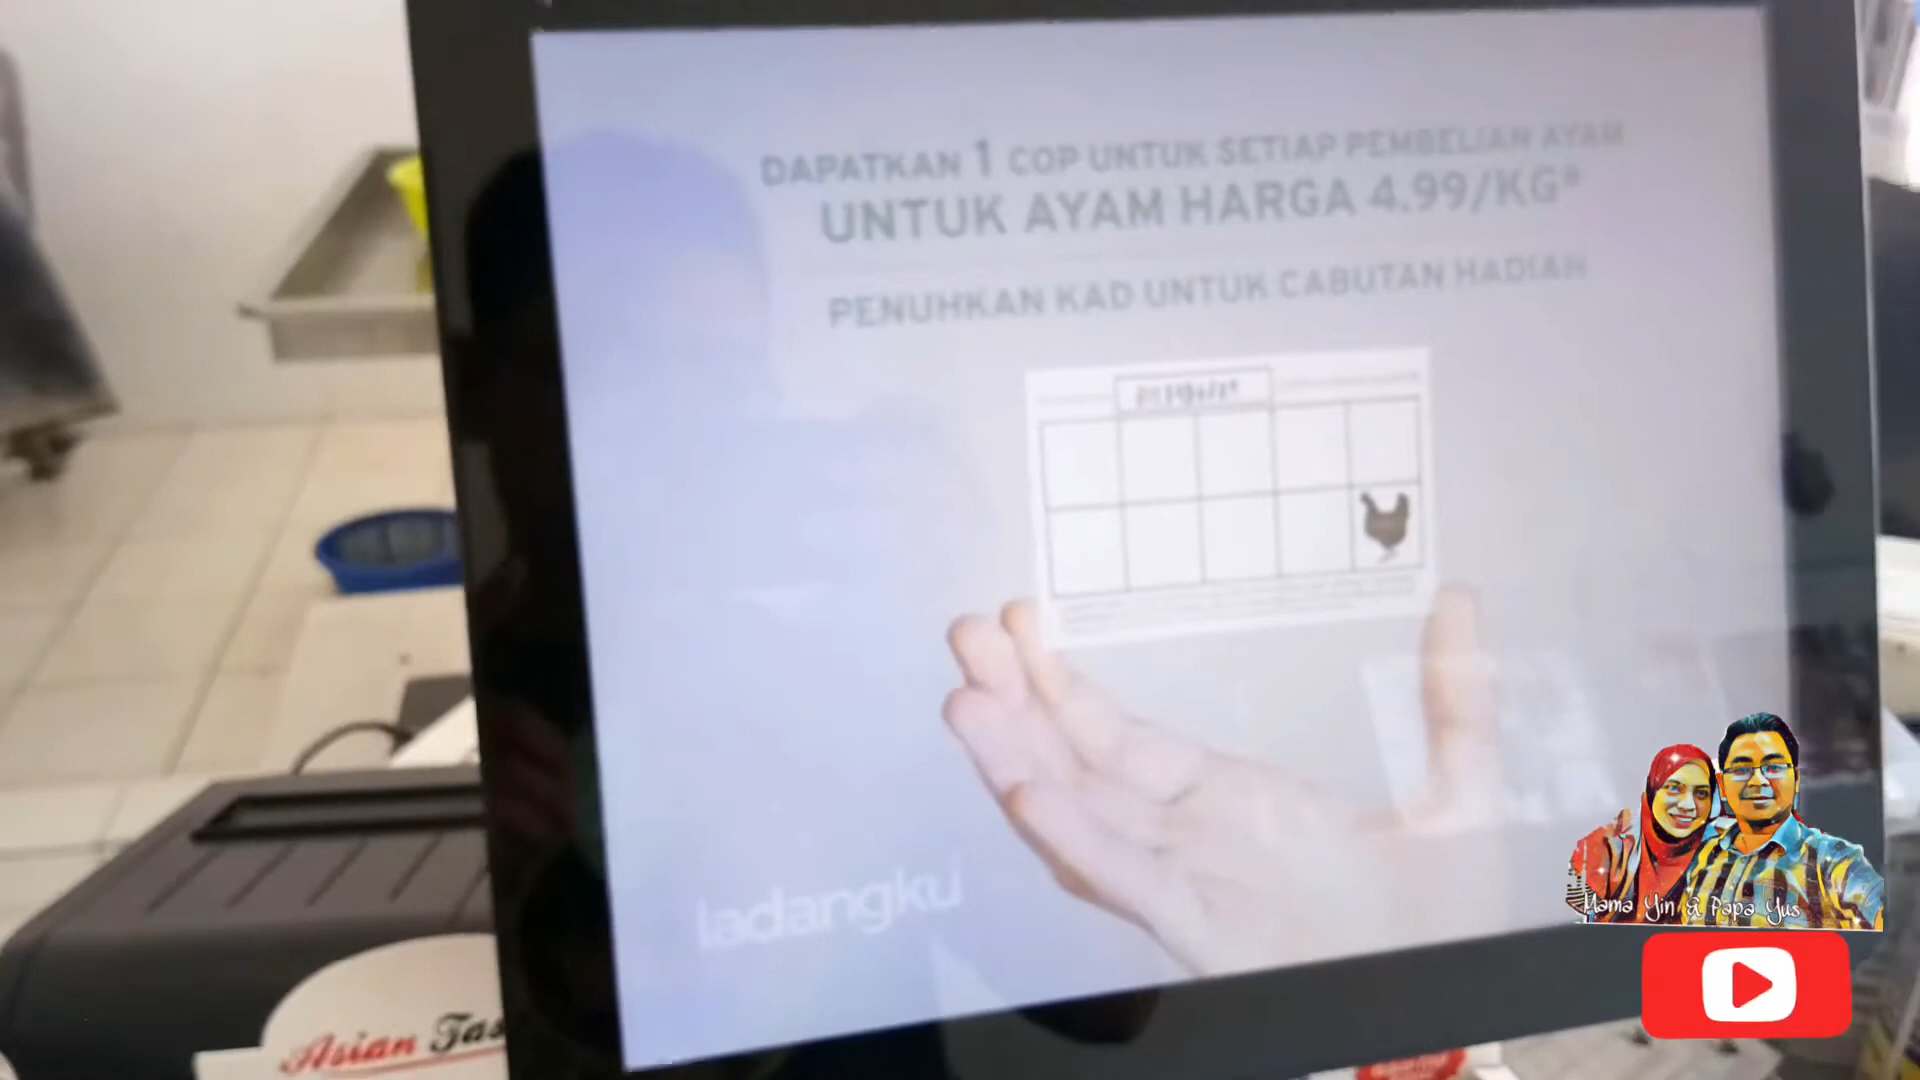 DAPATKAN 1 COP UNTUK SETIAP PEMBELIAN AYAM
UNTUK AYAM HARGA 4.99/KG*
PENUHKAN KAD UNTUK CABUTAN HADIAH
ladangku
Mama Yin & Papa Yus
Asian